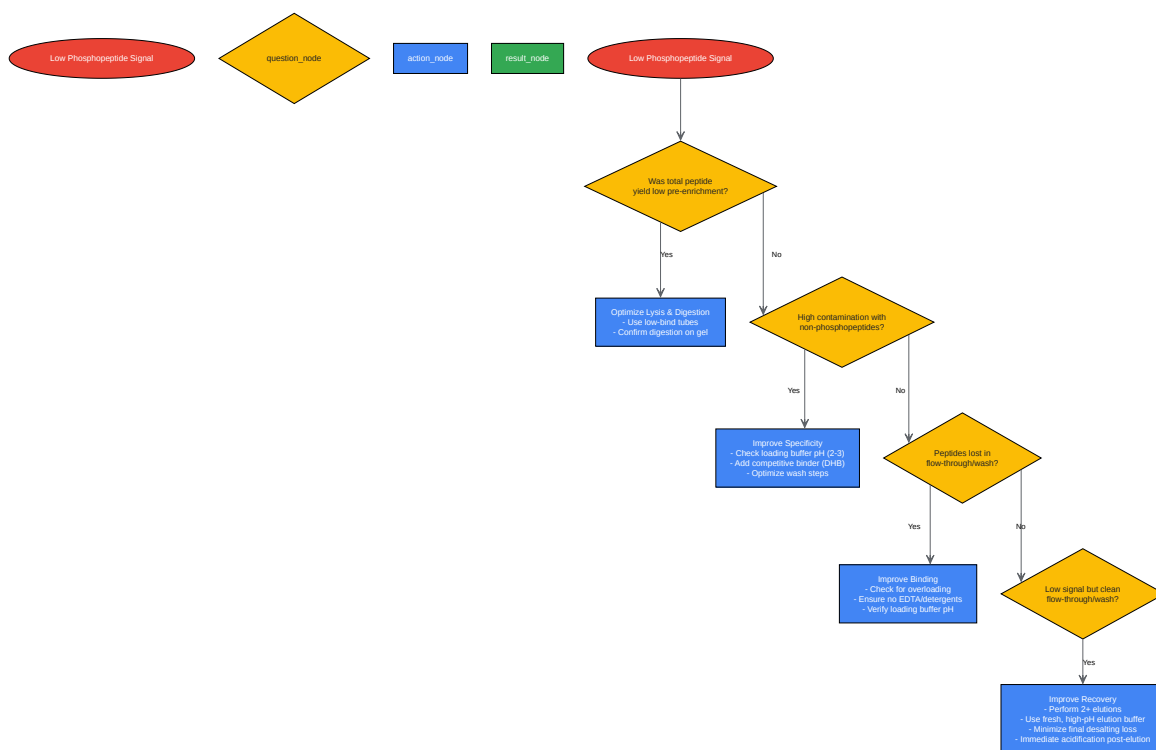 Low Phosphopeptide Signal
question_node
action_node
result_node
Low Phosphopeptide Signal
Was total peptide
yield low pre-enrichment?
Yes
No
Optimize Lysis & Digestion
- Use low-bind tubes
- Confirm digestion on gel
High contamination with
non-phosphopeptides?
Yes
No
Improve Specificity
- Check loading buffer pH (2-3)
- Add competitive binder (DHB)
- Optimize wash steps
Peptides lost in
flow-through/wash?
Yes
No
Improve Binding
- Check for overloading
- Ensure no EDTA/detergents
- Verify loading buffer pH
Low signal but clean
flow-through/wash?
Yes
Improve Recovery
- Perform 2+ elutions
- Use fresh, high-pH elution buffer
- Minimize final desalting loss
- Immediate acidification post-elution